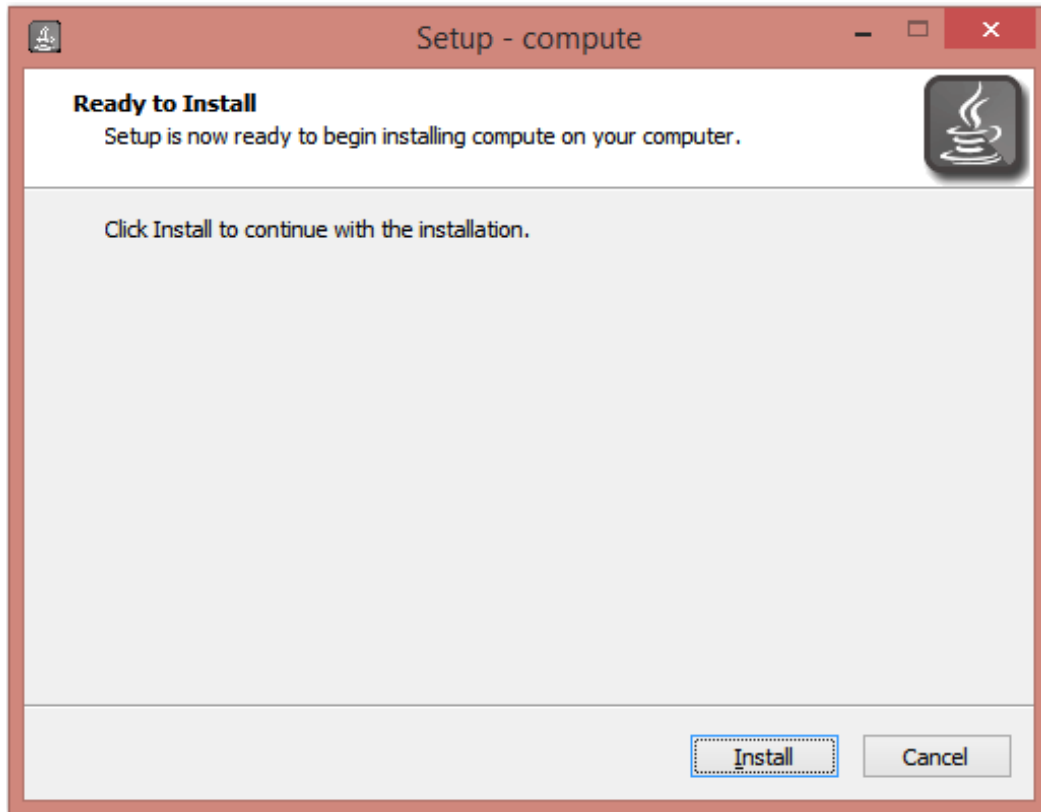 Setup - compute
Ready to Install
Setup is now ready to begin installing compute on your computer.
Click Install to continue with the installation.
Install
Cancel